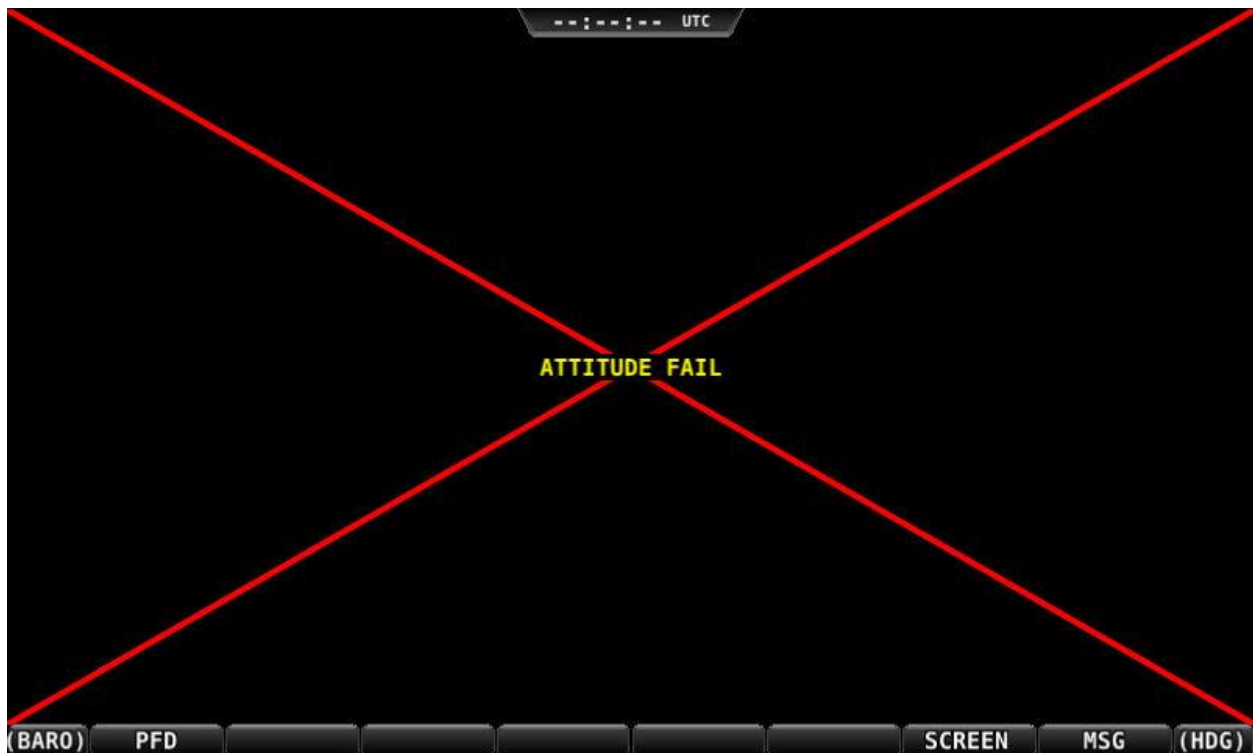 --:--:-- UTC
ATTITUDE FAIL
(BARO) PFD SCREEN MSG (HDG)